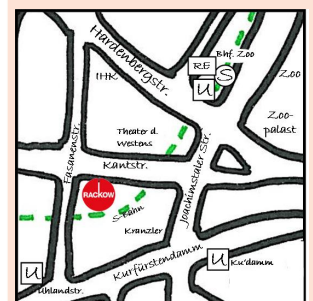 Hardenbergstr.
Bhf. Zoo
RE
S
U
IHK
Zoo
Zoo-
palast
Theater d.
Westens
Fasanenstr.
Kantstr.
Joachimstaler Str.
RACKOW
S-Bahn
Kranzler
Kurfürstendamm
U
Ku'damm
U
Uhlandstr.